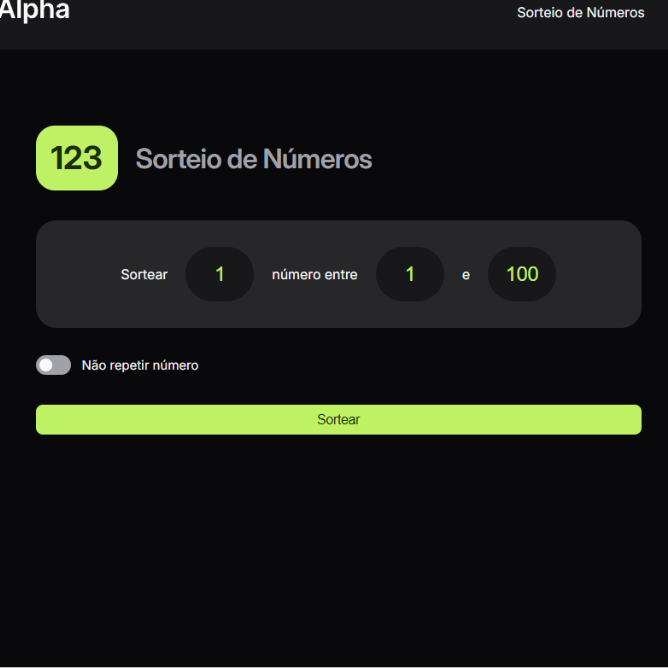 Alpha
Sorteio de Números
123
Sorteio de Números
Sortear 1 número entre 1 e 100
Não repetir número
Sortear